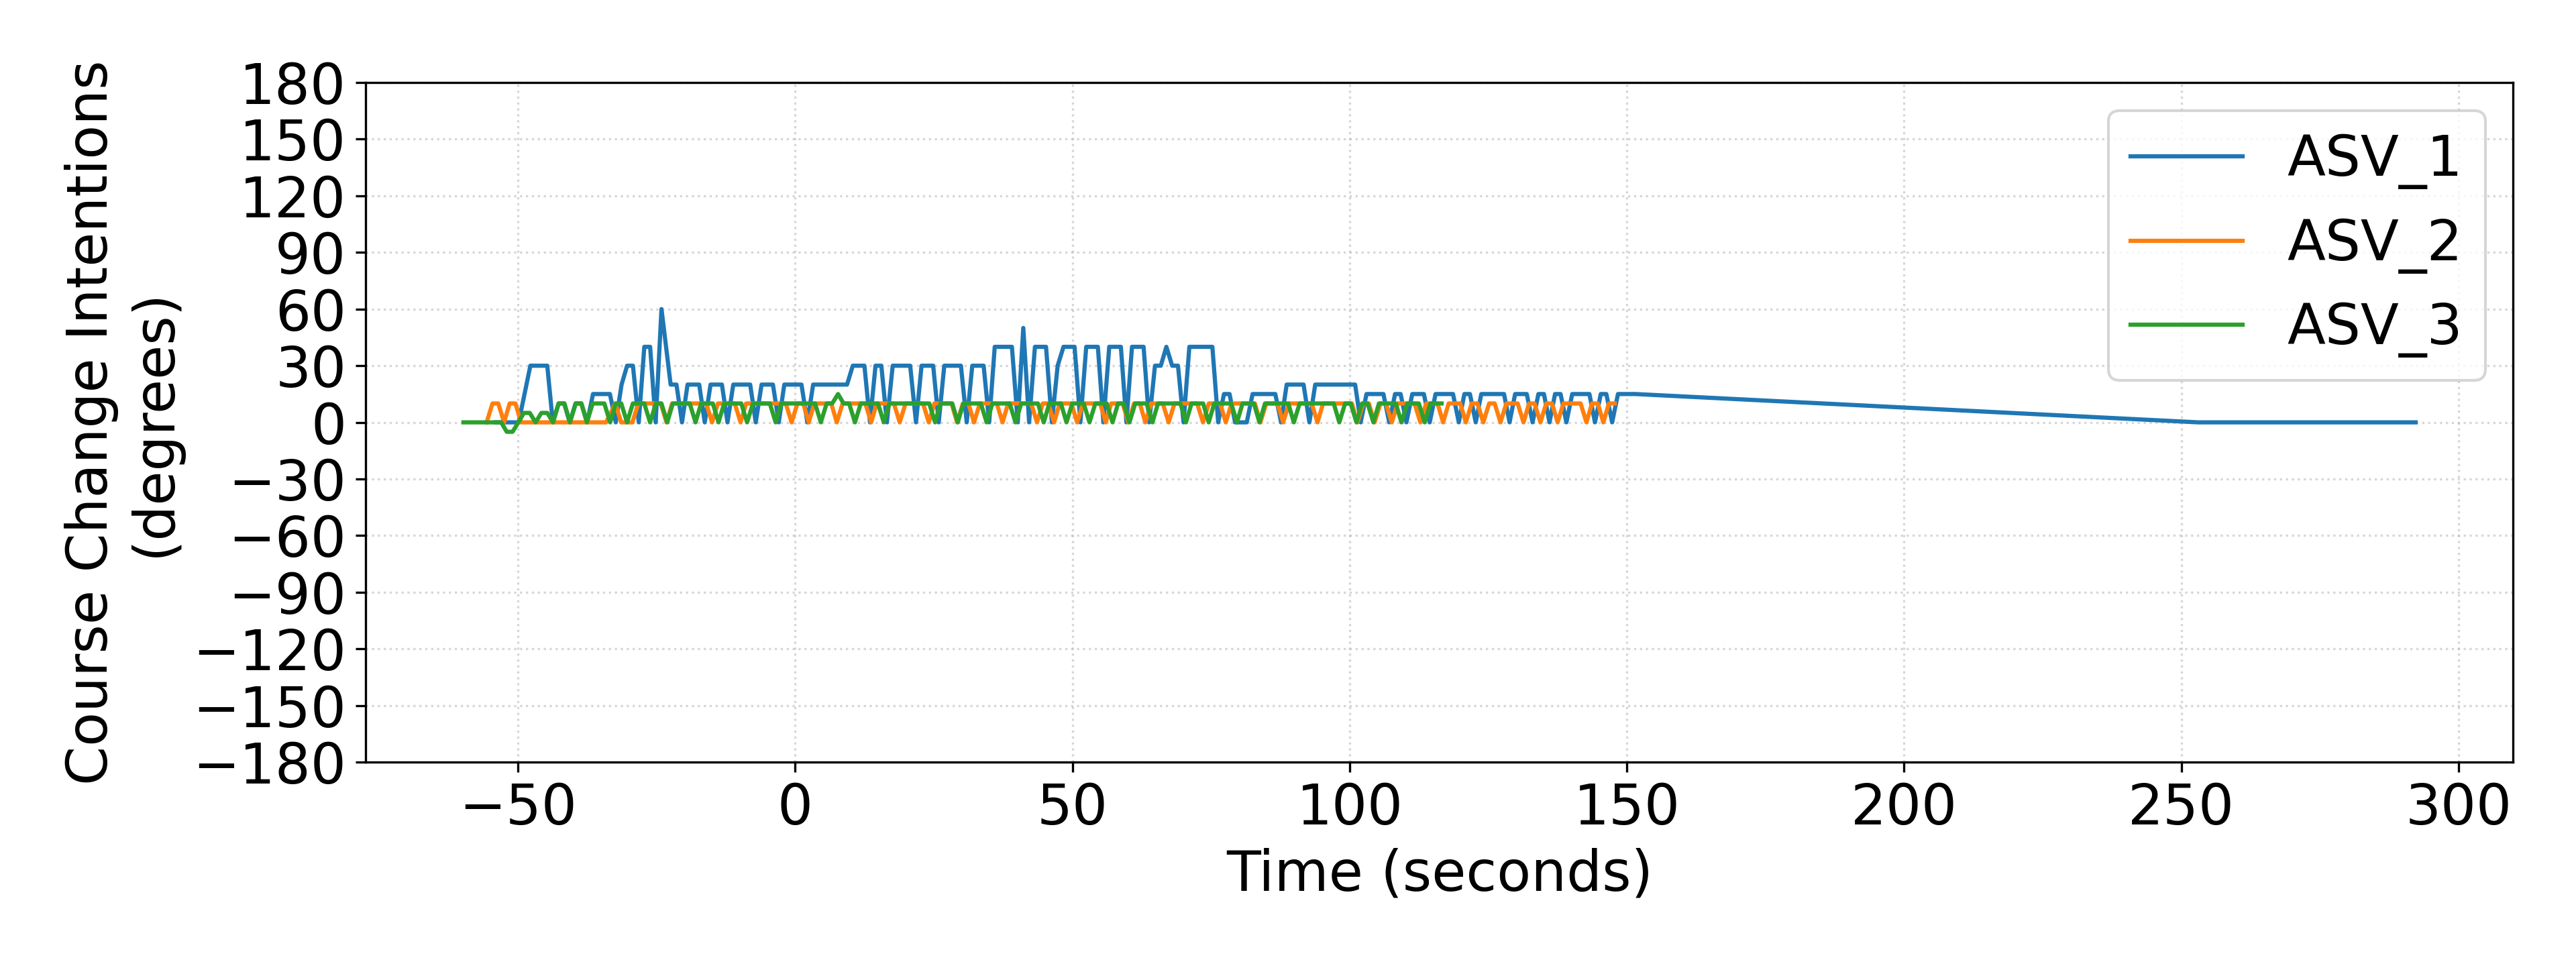 Course Change Intentions
(degrees)
180
150
120
90
60
30
0
−30
−60
−90
−120
−150
−180
−50 0 50 100 150 200 250 300
Time (seconds)
ASV_1
ASV_2
ASV_3